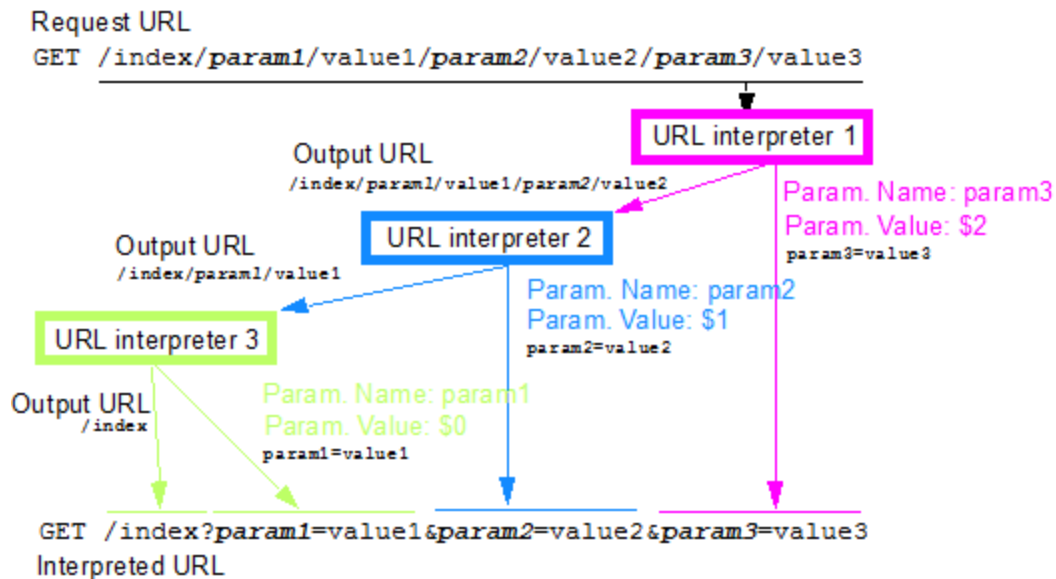 Request URL
GET /index/param1/value1/param2/value2/param3/value3
URL interpreter 1
Output URL
/index/param1/value1/param2/value2
Param. Name: param3
Param. Value: $2
param3=value3
URL interpreter 2
Output URL
/index/param1/value1
Param. Name: param2
Param. Value: $1
param2=value2
URL interpreter 3
Output URL
/index
Param. Name: param1
Param. Value: $0
param1=value1
GET /index?param1=value1&param2=value2&param3=value3
Interpreted URL